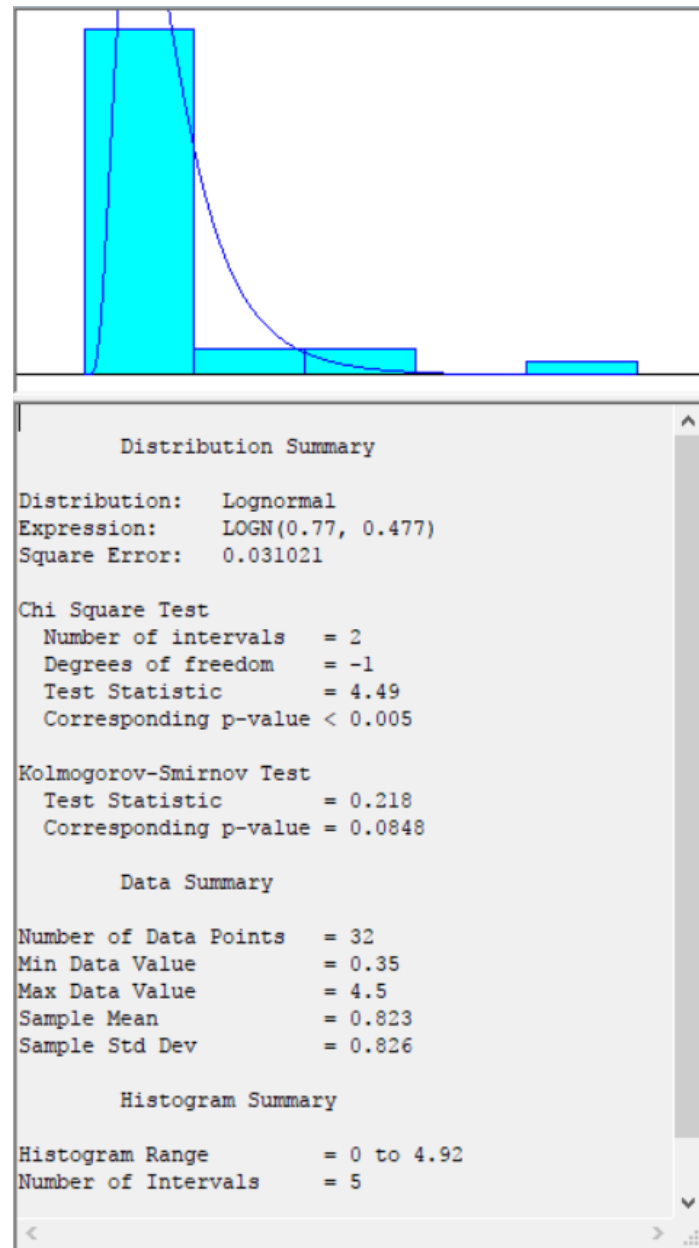 Distribution Summary
Distribution: Lognormal
Expression: LOGN(0.77, 0.477)
Square Error: 0.031021
Chi Square Test
Number of intervals = 2
Degrees of freedom = -1
Test Statistic = 4.49
Corresponding p-value < 0.005
Kolmogorov-Smirnov Test
Test Statistic = 0.218
Corresponding p-value = 0.0848
Data Summary
Number of Data Points = 32
Min Data Value = 0.35
Max Data Value = 4.5
Sample Mean = 0.823
Sample Std Dev = 0.826
Histogram Summary
Histogram Range = 0 to 4.92
Number of Intervals = 5